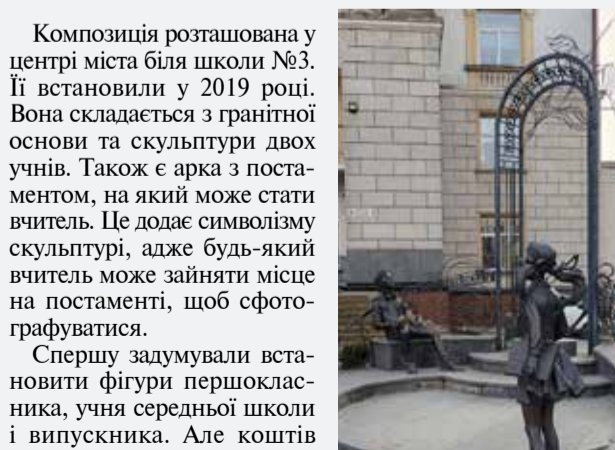 Композиція розташована у
центрі міста біля школи №3.
Її встановили у 2019 році.
Вона складається з гранітної
основи та скульптури двох
учнів. Також є арка з поста-
ментом, на який може стати
вчитель. Це додає символізму
скульптурі, адже будь-який
вчитель може зайняти місце
на постаменті, щоб сфото-
графуватися.
Спершу задумували вста-
новити фігури першоклас-
ника, учня середньої школи
і випускника. Але коштів